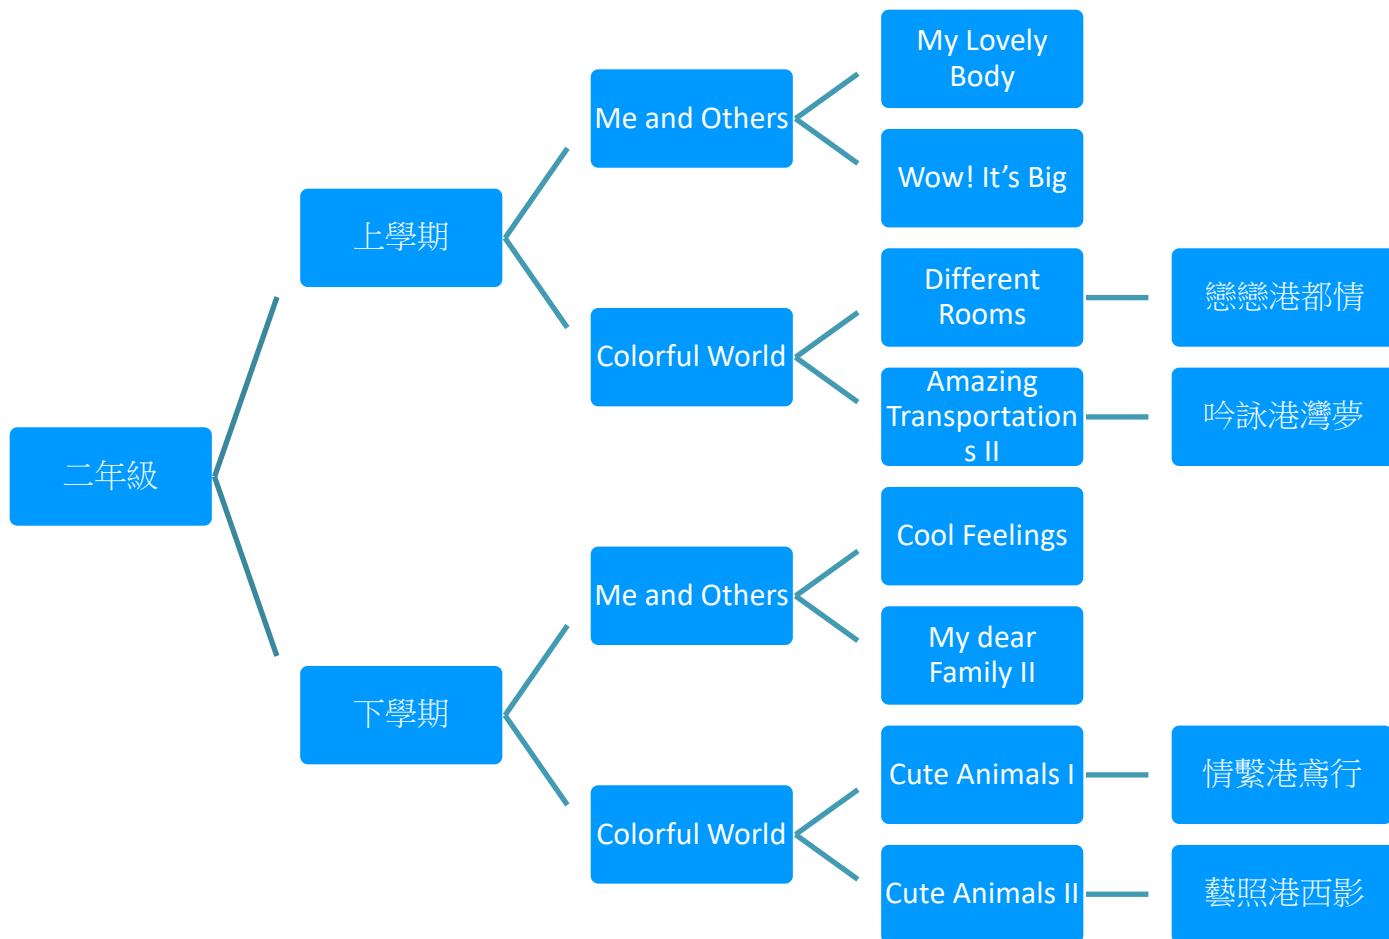 二年級
上學期
Me and Others
My Lovely
Body
Wow! It's Big
Colorful World
Different
Rooms
戀戀港都情
Amazing
Transportation
s II
吟詠港灣夢
下學期
Me and Others
Cool Feelings
My dear
Family II
Colorful World
Cute Animals I
情繫港鳶行
Cute Animals II
藝照港西影